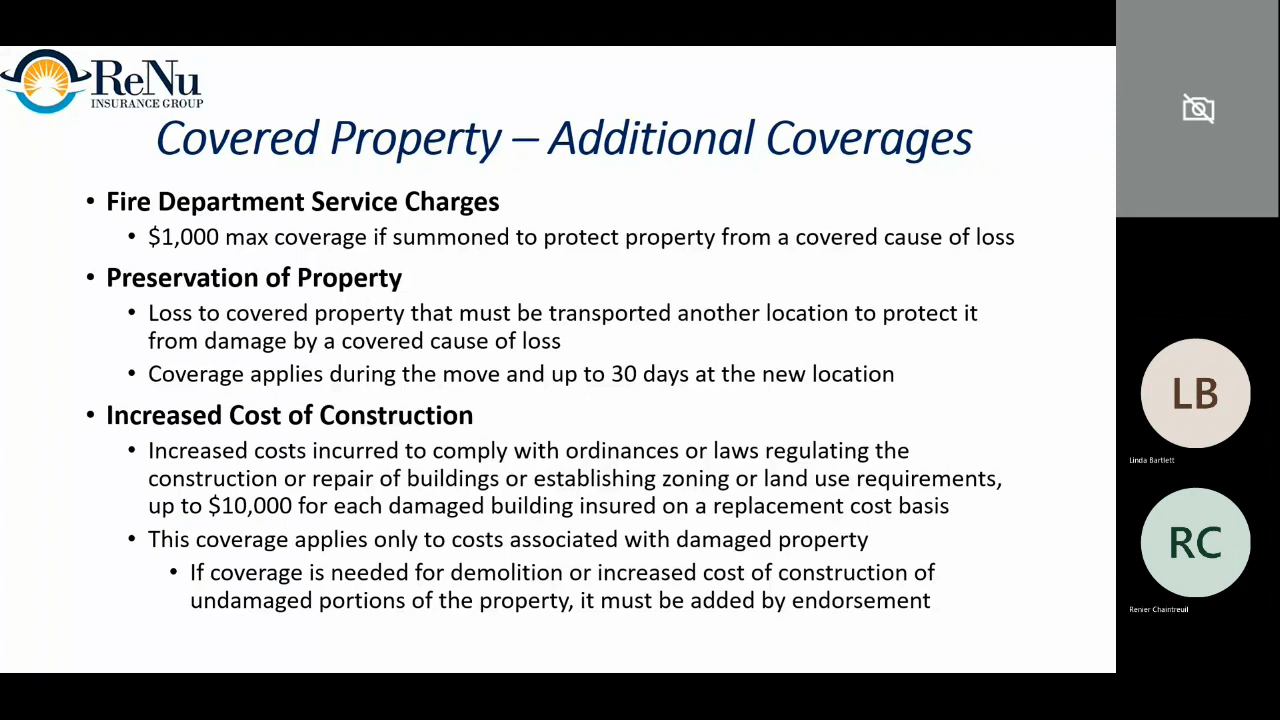 ReNu
INSURANCE GROUP
Covered Property – Additional Coverages
• Fire Department Service Charges
• $1,000 max coverage if summoned to protect property from a covered cause of loss
• Preservation of Property
• Loss to covered property that must be transported another location to protect it
from damage by a covered cause of loss
• Coverage applies during the move and up to 30 days at the new location
• Increased Cost of Construction
• Increased costs incurred to comply with ordinances or laws regulating the
construction or repair of buildings or establishing zoning or land use requirements,
up to $10,000 for each damaged building insured on a replacement cost basis
• This coverage applies only to costs associated with damaged property
• If coverage is needed for demolition or increased cost of construction of
undamaged portions of the property, it must be added by endorsement
LB
Linda Bartlett
RC
Renier Chaintreuil